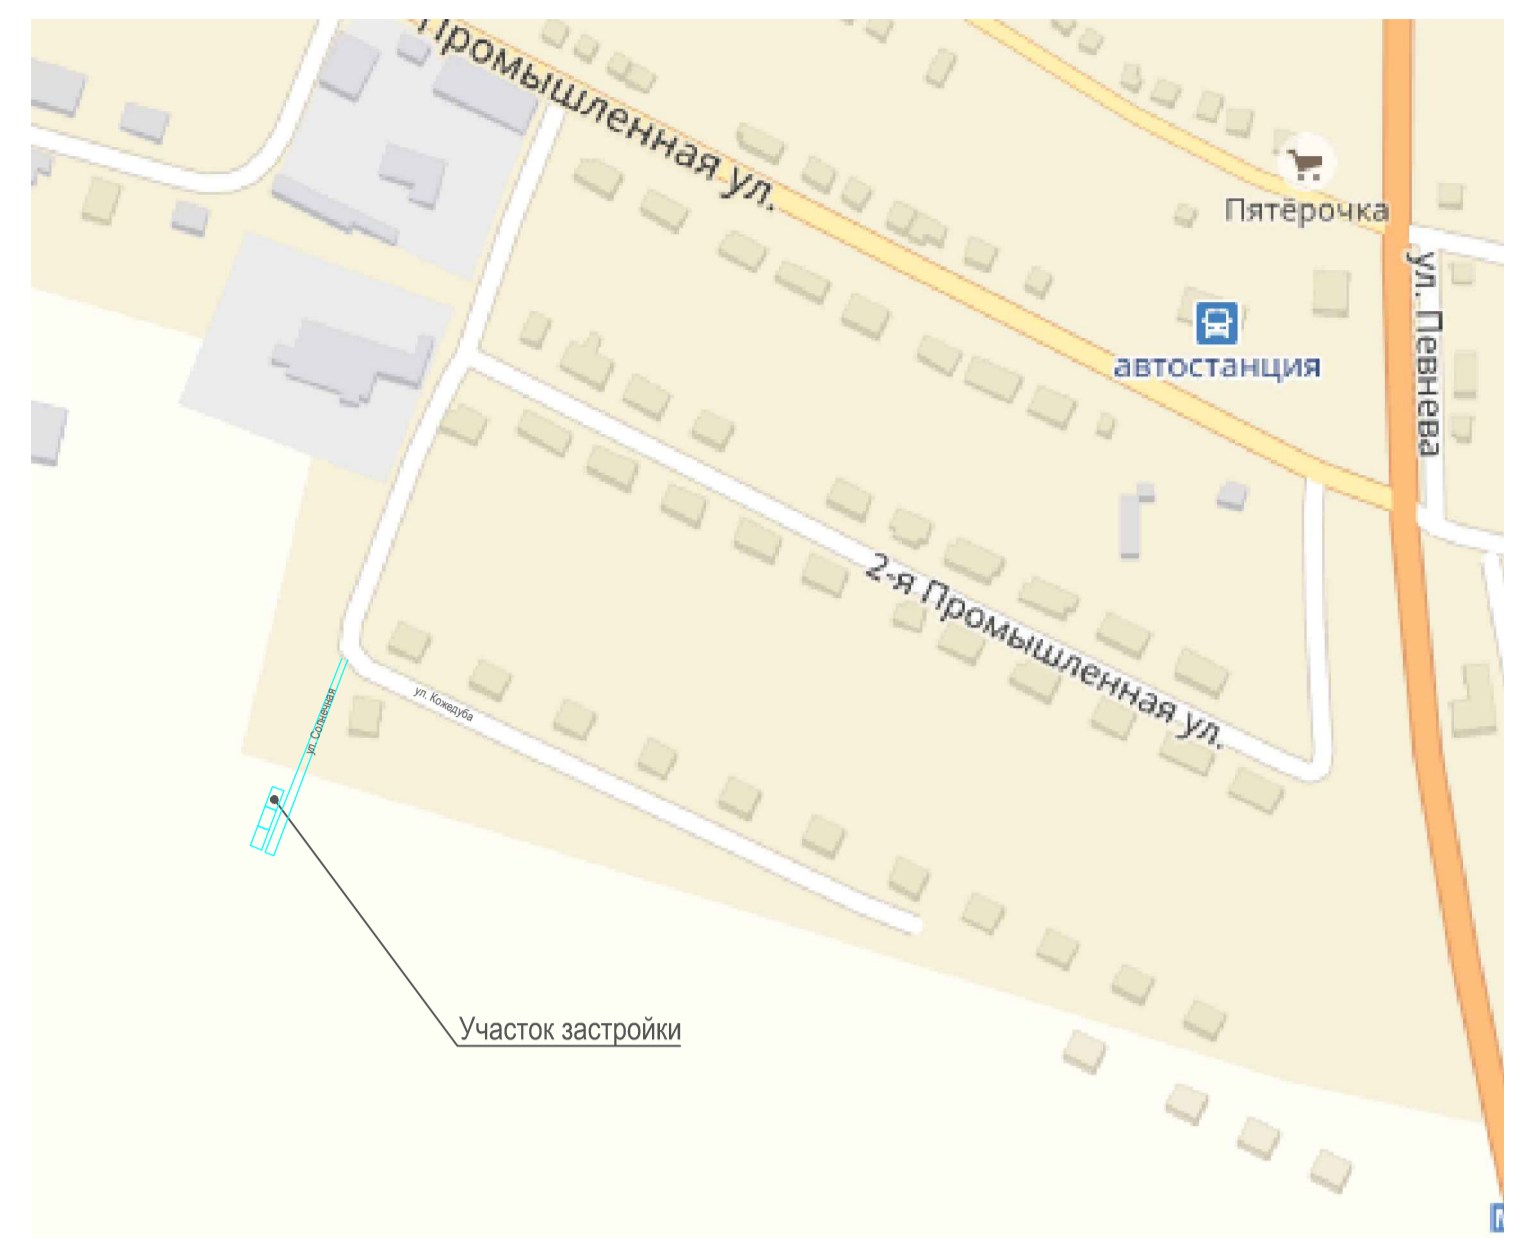 Промышленная ул.
Пятёрочка
ул. Певнева
автостанция
2-я Промышленная ул.
ул. Кожедуба
ул. Солнечная
Участок застройки